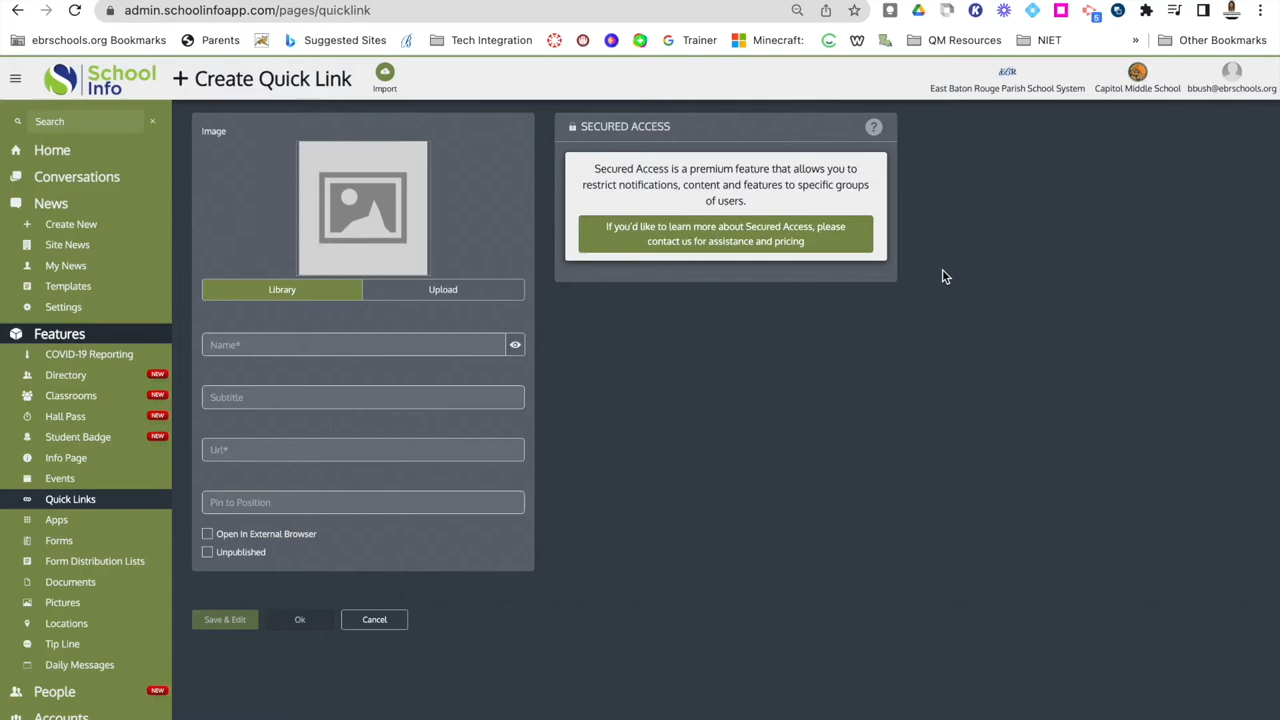 admin.schoolinfoapp.com/pages/quicklink
5
ebrschools.org Bookmarks
Parents
Suggested Sites
Tech Integration
Trainer
Minecraft:
QM Resources
NIET
»
Other Bookmarks
School
Info
+ Create Quick Link
Import
EBR
East Baton Rouge Parish School System
Capitol Middle School
bbush@ebrschools.org
Search
×
Home
Conversations
News
+ Create New
Site News
My News
Templates
Settings
Features
COVID-19 Reporting
Directory NEW
Classrooms NEW
Hall Pass NEW
Student Badge NEW
Info Page
Events
Quick Links
Apps
Forms
Form Distribution Lists
Documents
Pictures
Locations
Tip Line
Daily Messages
People NEW
Accounts
Image
Library
Upload
Name*
Subtitle
Url*
Pin to Position
Open In External Browser
Unpublished
Save & Edit
Ok
Cancel
SECURED ACCESS
?
Secured Access is a premium feature that allows you to
restrict notifications, content and features to specific groups
of users.
If you'd like to learn more about Secured Access, please
contact us for assistance and pricing